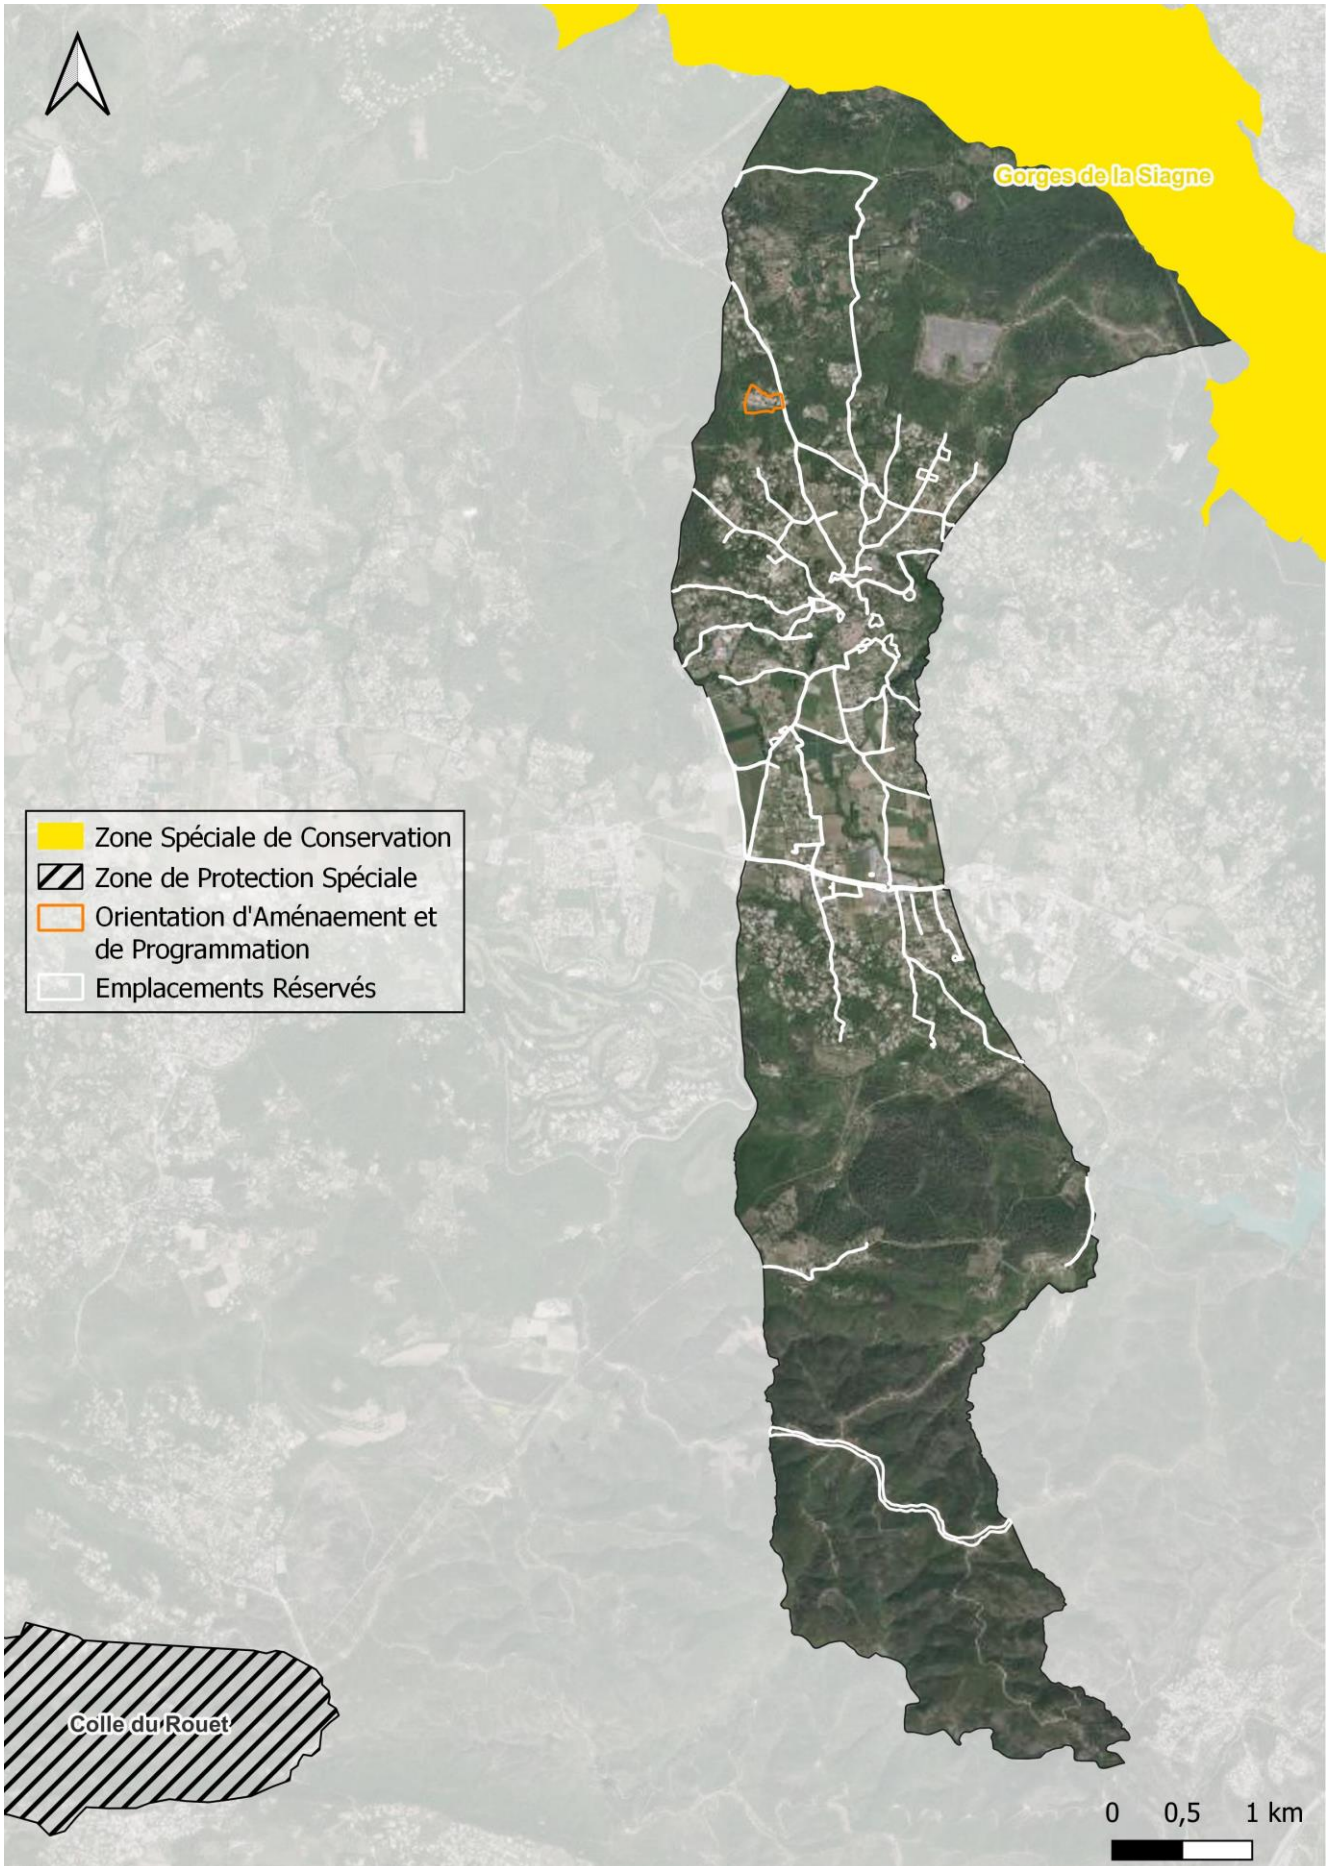 Gorges de la Siagne
Zone Spéciale de Conservation
Zone de Protection Spéciale
Orientation d'Aménaement et
de Programmation
Emplacements Réservés
Colle du Rouet
0 0,5 1 km